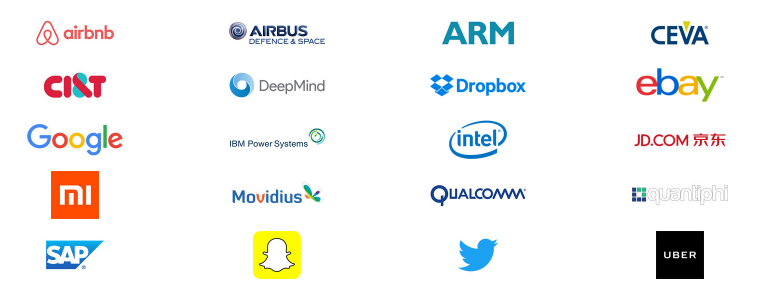 airbnb
AIRBUS
DEFENCE & SPACE
ARM
CEVA
CI&T
DeepMind
Dropbox
ebay™
Google
IBM Power Systems
intel®
JD.COM 京东
MI
Movidius
QUALCOMM®
quantiphi
SAP®
UBER